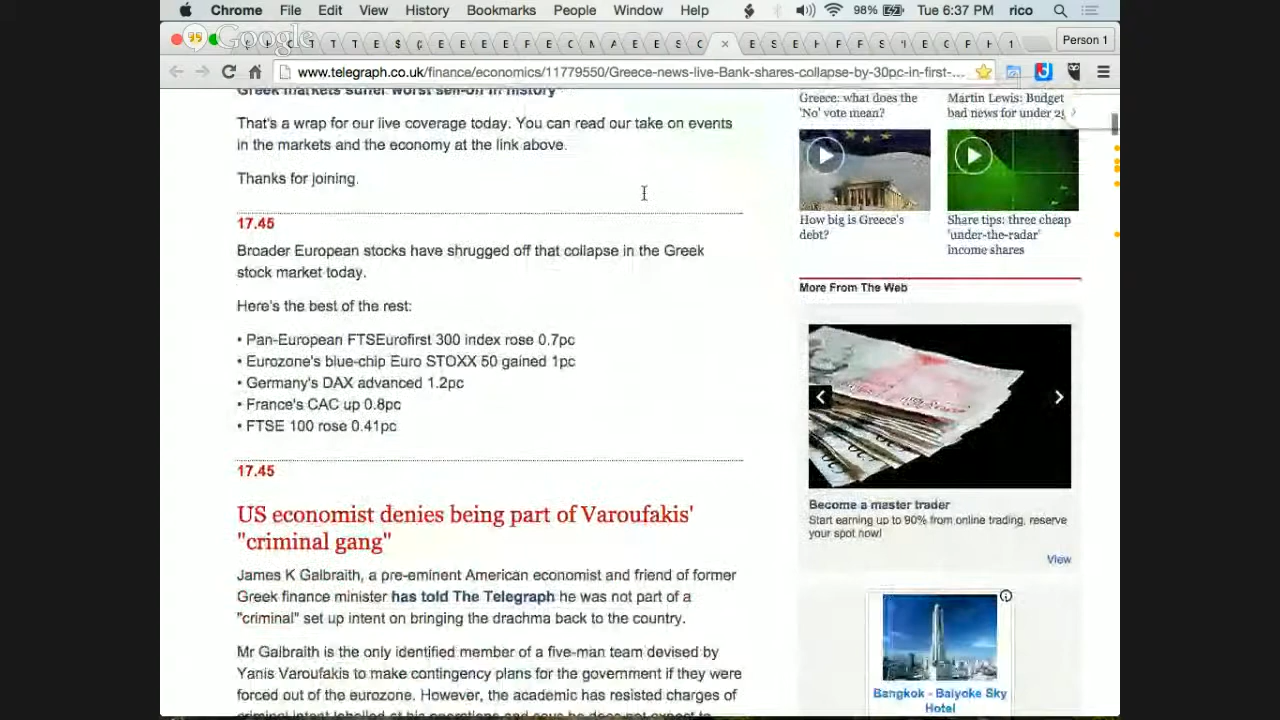 Chrome File Edit View History Bookmarks People Window Help 98% Tue 6:37 PM rico
Google
Person 1
www.telegraph.co.uk/finance/economics/11779550/Greece-news-live-Bank-shares-collapse-by-30pc-in-first-...
Greek markets suffer worst sell-off in history
That's a wrap for our live coverage today. You can read our take on events
in the markets and the economy at the link above.
Thanks for joining.
17.45
Broader European stocks have shrugged off that collapse in the Greek
stock market today.
Here's the best of the rest:
• Pan-European FTSEurofirst 300 index rose 0.7pc
• Eurozone's blue-chip Euro STOXX 50 gained 1pc
• Germany's DAX advanced 1.2pc
• France's CAC up 0.8pc
• FTSE 100 rose 0.41pc
17.45
US economist denies being part of Varoufakis'
"criminal gang"
James K Galbraith, a pre-eminent American economist and friend of former
Greek finance minister has told The Telegraph he was not part of a
"criminal" set up intent on bringing the drachma back to the country.
Mr Galbraith is the only identified member of a five-man team devised by
Yanis Varoufakis to make contingency plans for the government if they were
forced out of the eurozone. However, the academic has resisted charges of
Greece: what does the
'No' vote mean?
Martin Lewis: Budget
bad news for under
How big is Greece's
debt?
Share tips: three cheap
'under-the-radar'
income shares
More From The Web
Become a master trader
Start earning up to 90% from online trading, reserve
your spot now!
View
Bangkok - Baiyoke Sky
Hotel